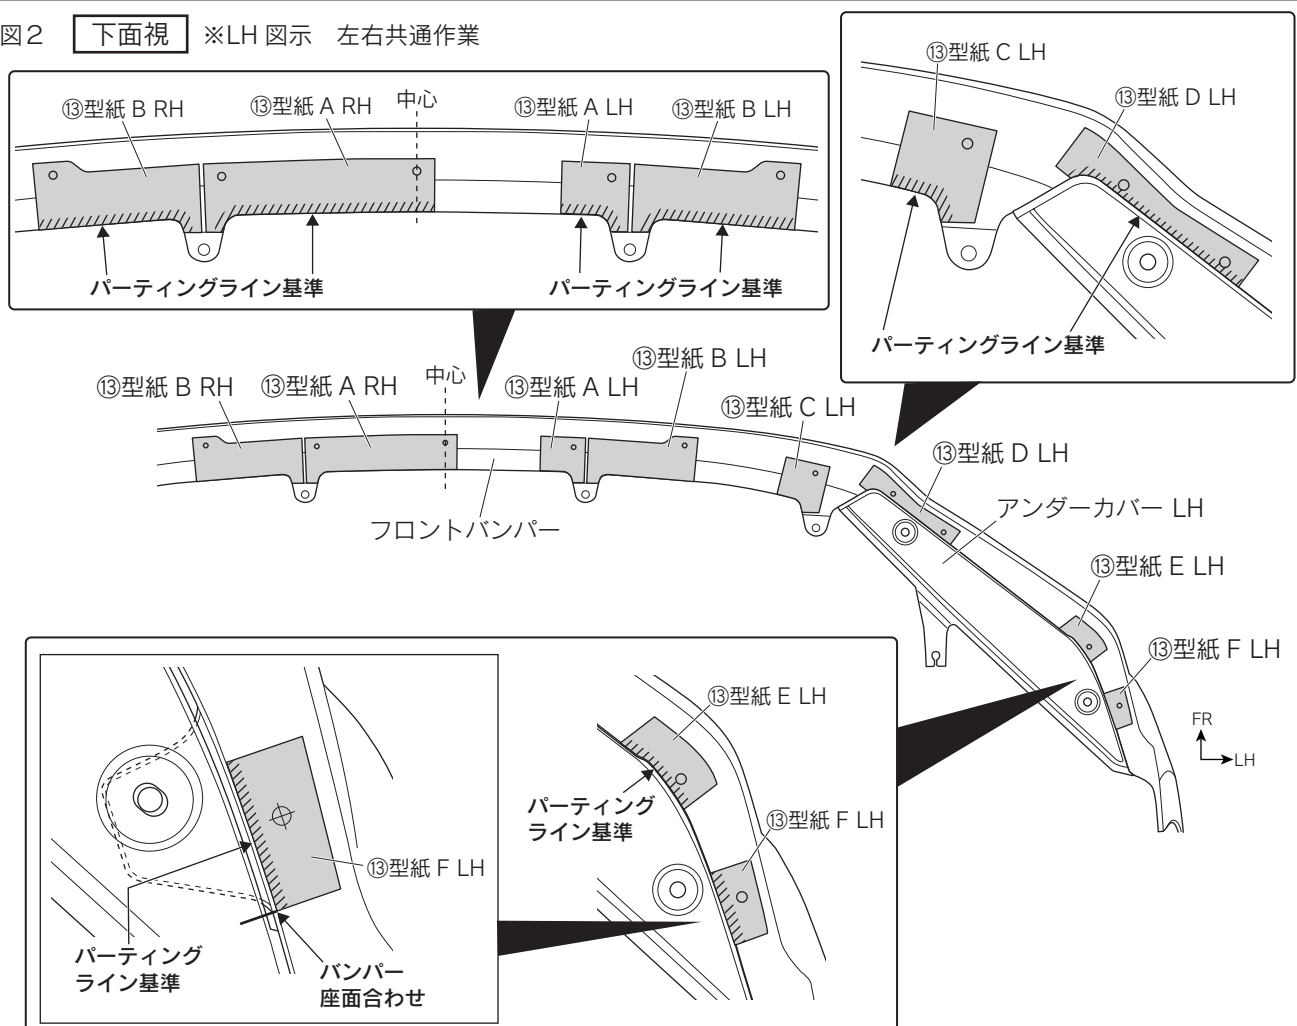 図2 下面視 ※LH 図示 左右共通作業
⑬型紙 B RH
⑬型紙 A RH
中心
⑬型紙 A LH
⑬型紙 B LH
パーティングライン基準
パーティングライン基準
⑬型紙 C LH
⑬型紙 D LH
パーティングライン基準
⑬型紙 B RH
⑬型紙 A RH
中心
⑬型紙 A LH
⑬型紙 B LH
⑬型紙 C LH
⑬型紙 D LH
フロントバンパー
アンダーカバー LH
⑬型紙 E LH
⑬型紙 F LH
FR
LH
⑬型紙 F LH
パーティング
ライン基準
バンパー
座面合わせ
⑬型紙 E LH
パーティング
ライン基準
⑬型紙 F LH